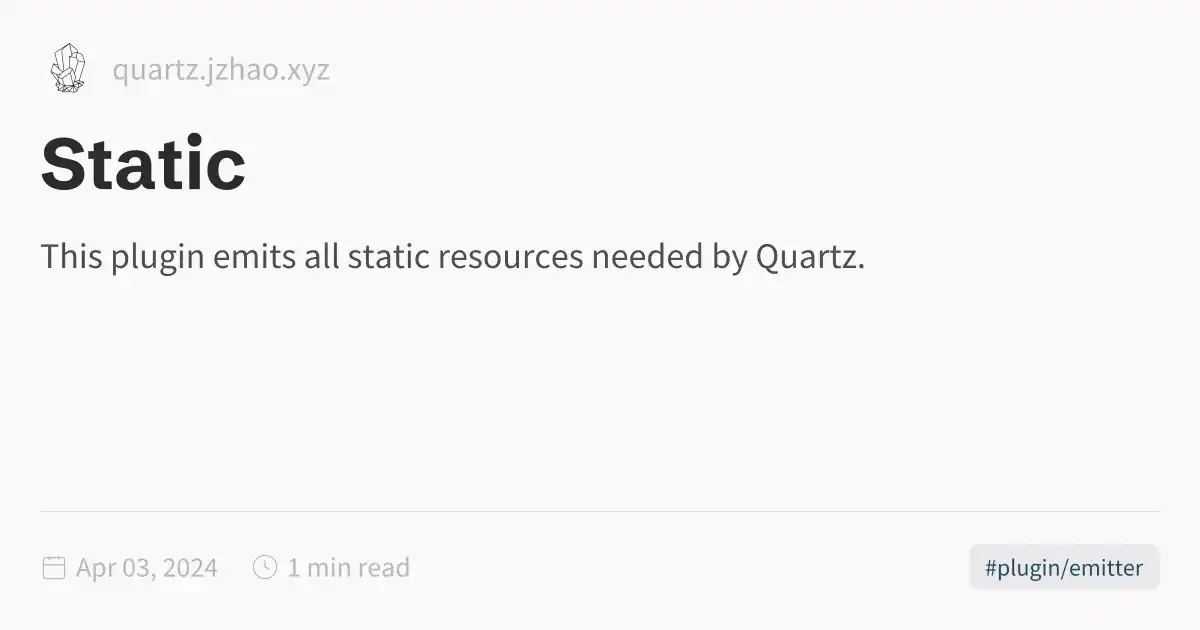 quartz.jzhao.xyz
Static
This plugin emits all static resources needed by Quartz.
Apr 03, 2024
1 min read
#plugin/emitter